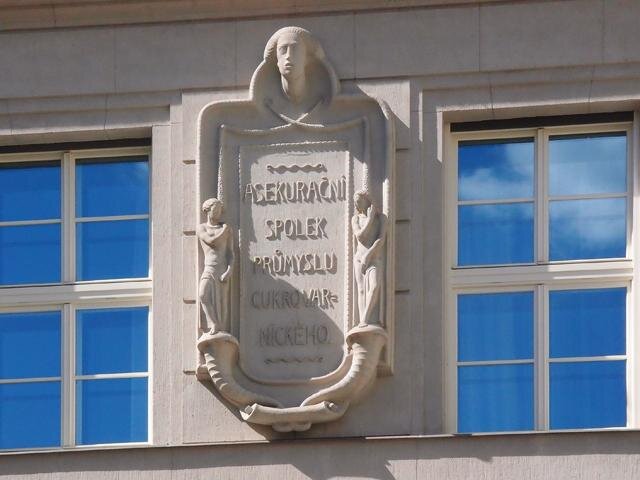 ASEKURAČNÍ
SPOLEK
PRŮMYSLU
CUKROVAR=
NICKÉHO.